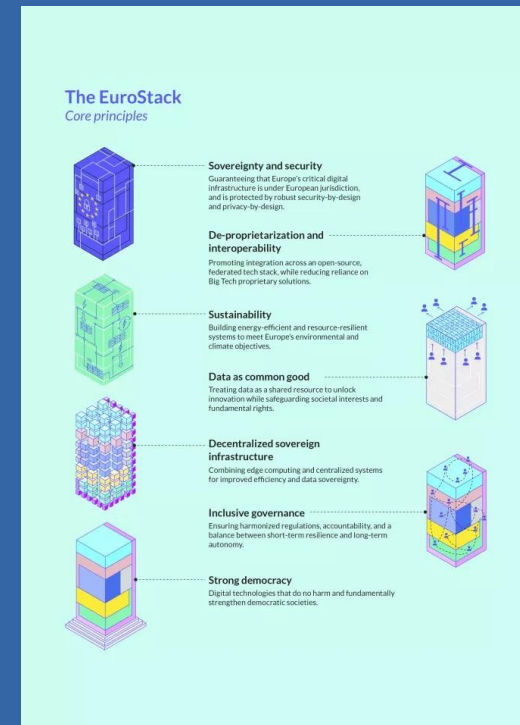 The EuroStack
Core principles
Sovereignty and security
Guaranteeing that Europe's critical digital
infrastructure is under European jurisdiction,
and is protected by robust security-by-design
and privacy-by-design.
De-proprietarization and
interoperability
Promoting integration across an open-source,
federated tech stack, while reducing reliance on
Big Tech proprietary solutions.
Sustainability
Building energy-efficient and resource-resilient
systems to meet Europe's environmental and
climate objectives.
Data as common good
Treating data as a shared resource to unlock
innovation while safeguarding societal interests and
fundamental rights.
Decentralized sovereign
infrastructure
Combining edge computing and centralized systems
for improved efficiency and data sovereignty.
Inclusive governance
Ensuring harmonized regulations, accountability, and a
balance between short-term resilience and long-term
autonomy.
Strong democracy
Digital technologies that do no harm and fundamentally
strengthen democratic societies.